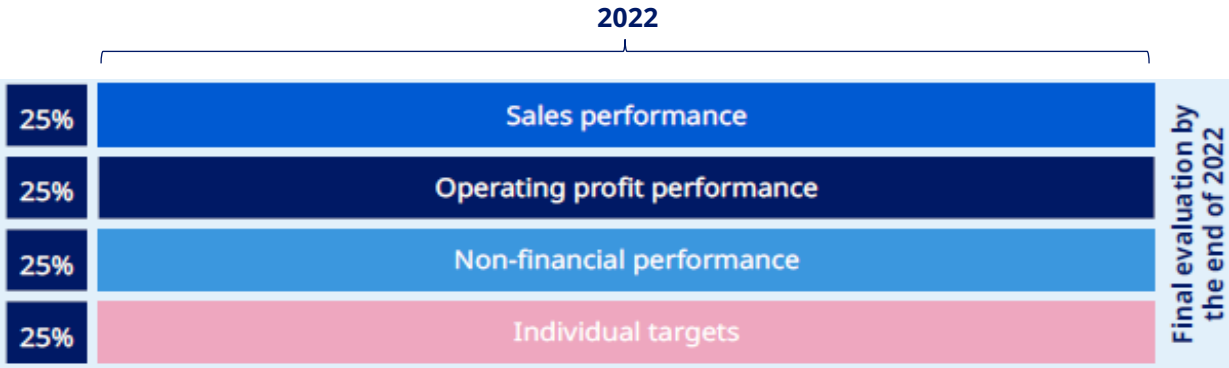 2022
25%
Sales performance
25%
Operating profit performance
25%
Non-financial performance
25%
Individual targets
Final evaluation by
the end of 2022